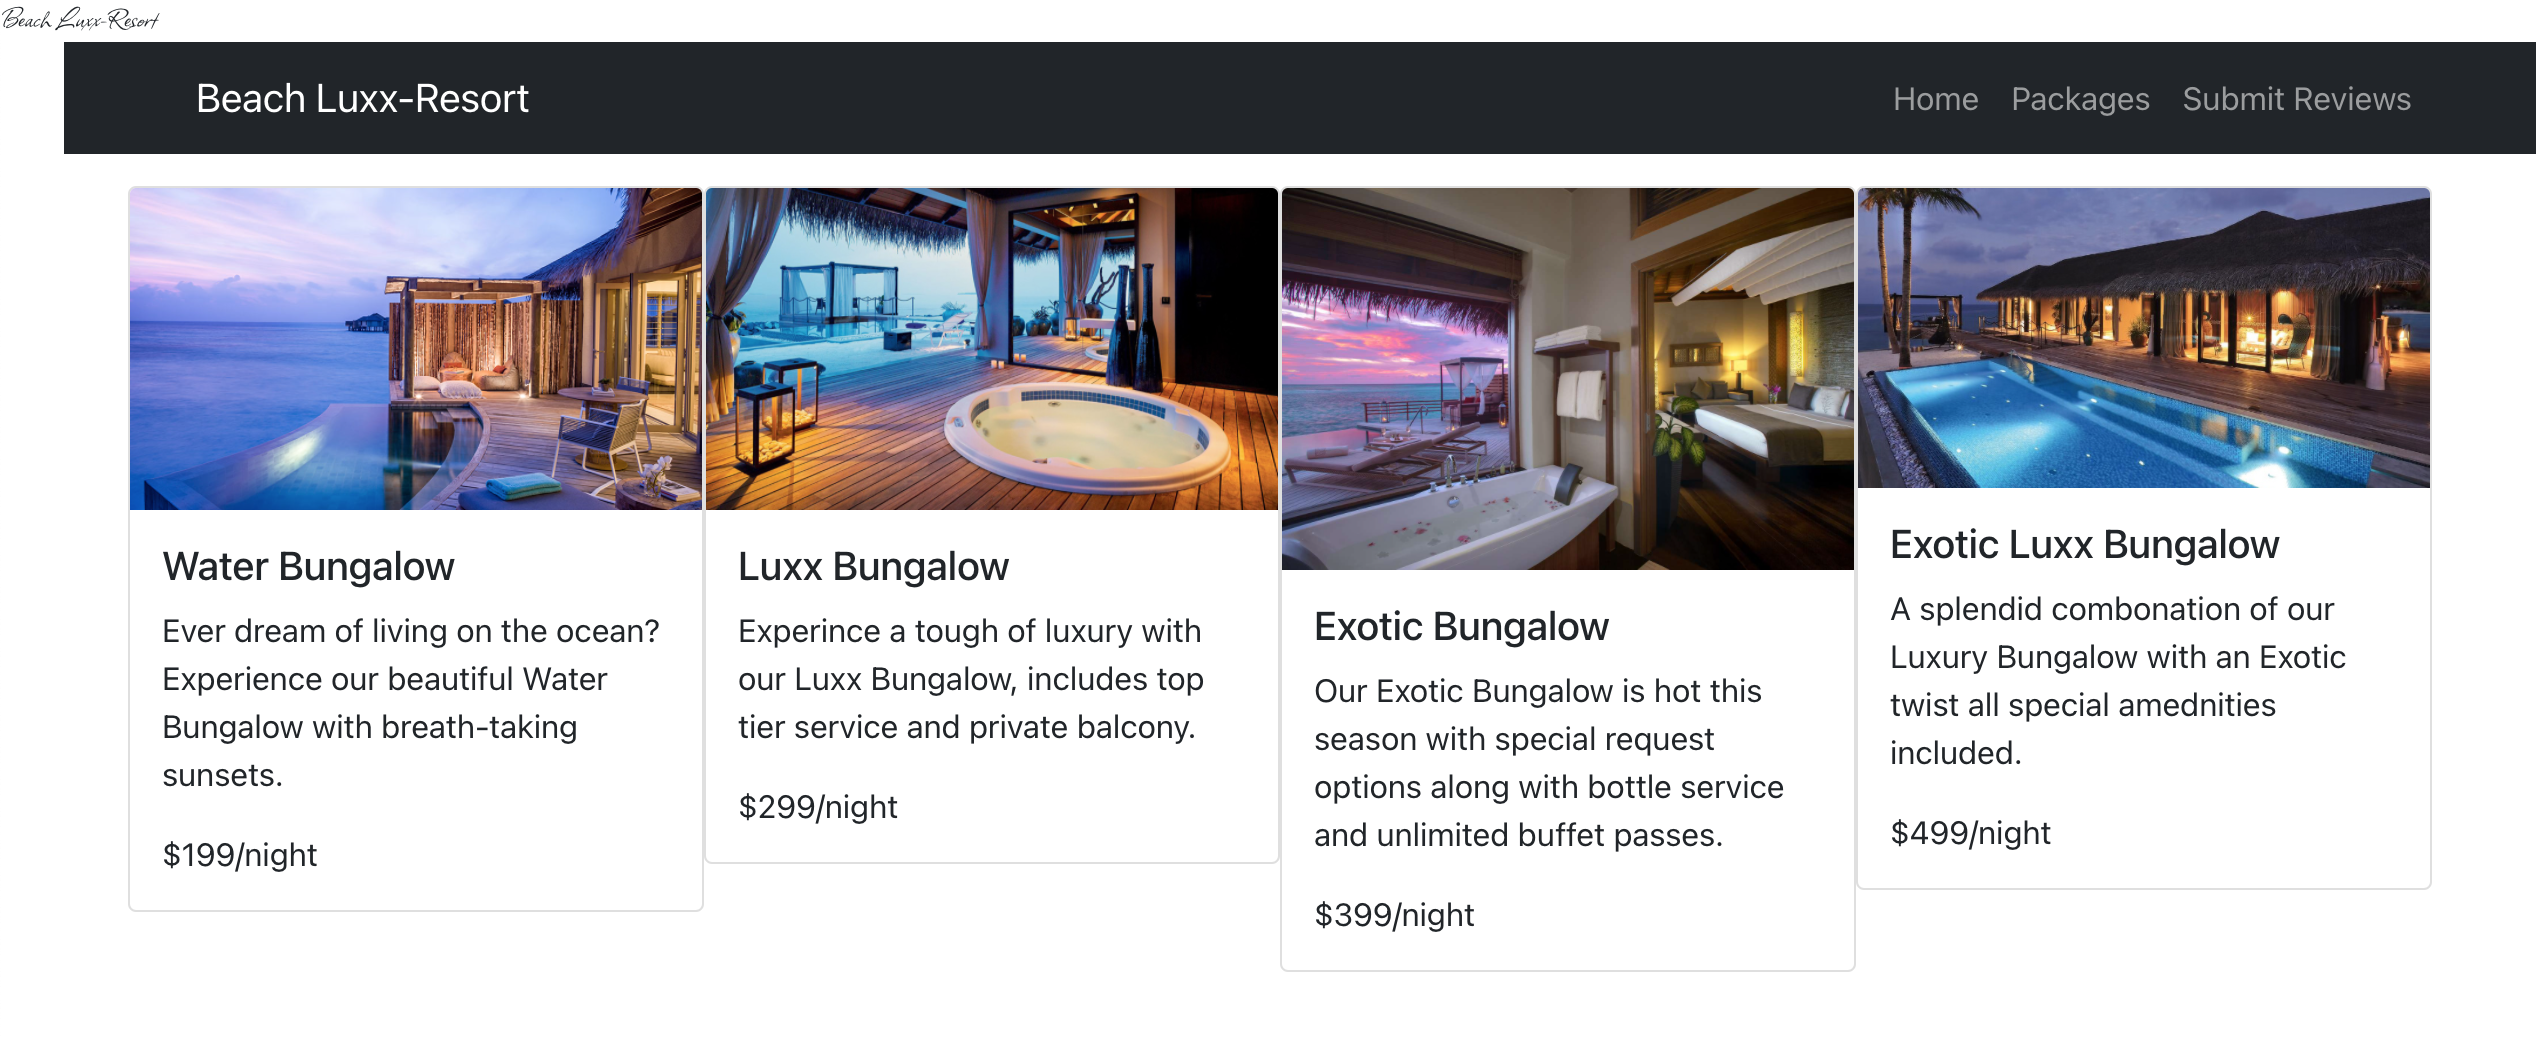 Beach Luxx-Resort
Beach Luxx-Resort
Home Packages Submit Reviews
Water Bungalow
Ever dream of living on the ocean?
Experience our beautiful Water
Bungalow with breath-taking
sunsets.
$199/night
Luxx Bungalow
Experince a tough of luxury with
our Luxx Bungalow, includes top
tier service and private balcony.
$299/night
Exotic Bungalow
Our Exotic Bungalow is hot this
season with special request
options along with bottle service
and unlimited buffet passes.
$399/night
Exotic Luxx Bungalow
A splendid combonation of our
Luxury Bungalow with an Exotic
twist all special amednities
included.
$499/night